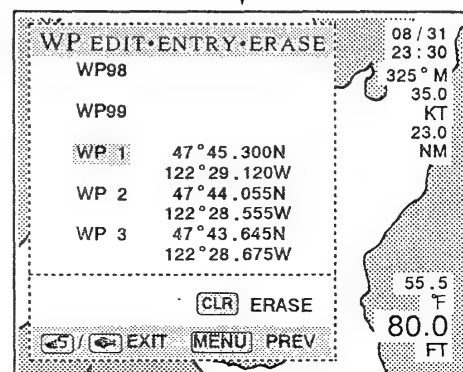 WP EDIT•ENTRY•ERASE
WP98
WP99
WP 1 47°45.300N
122°29.120W
WP 2 47°44.055N
122°28.555W
WP 3 47°43.645N
122°28.675W
CLR ERASE
5 / EXIT MENU PREV
08/31
23:30
325°M
35.0
KT
23.0
NM
55.5
°F
80.0
FT